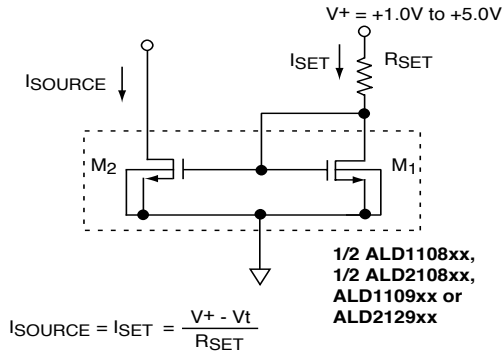 V+ = +1.0V to +5.0V
ISET
RSET
ISOURCE
M2
M1
1/2 ALD1108xx,
1/2 ALD2108xx,
ALD1109xx or
ALD2129xx
ISOURCE = ISET = V+ - Vt
RSET